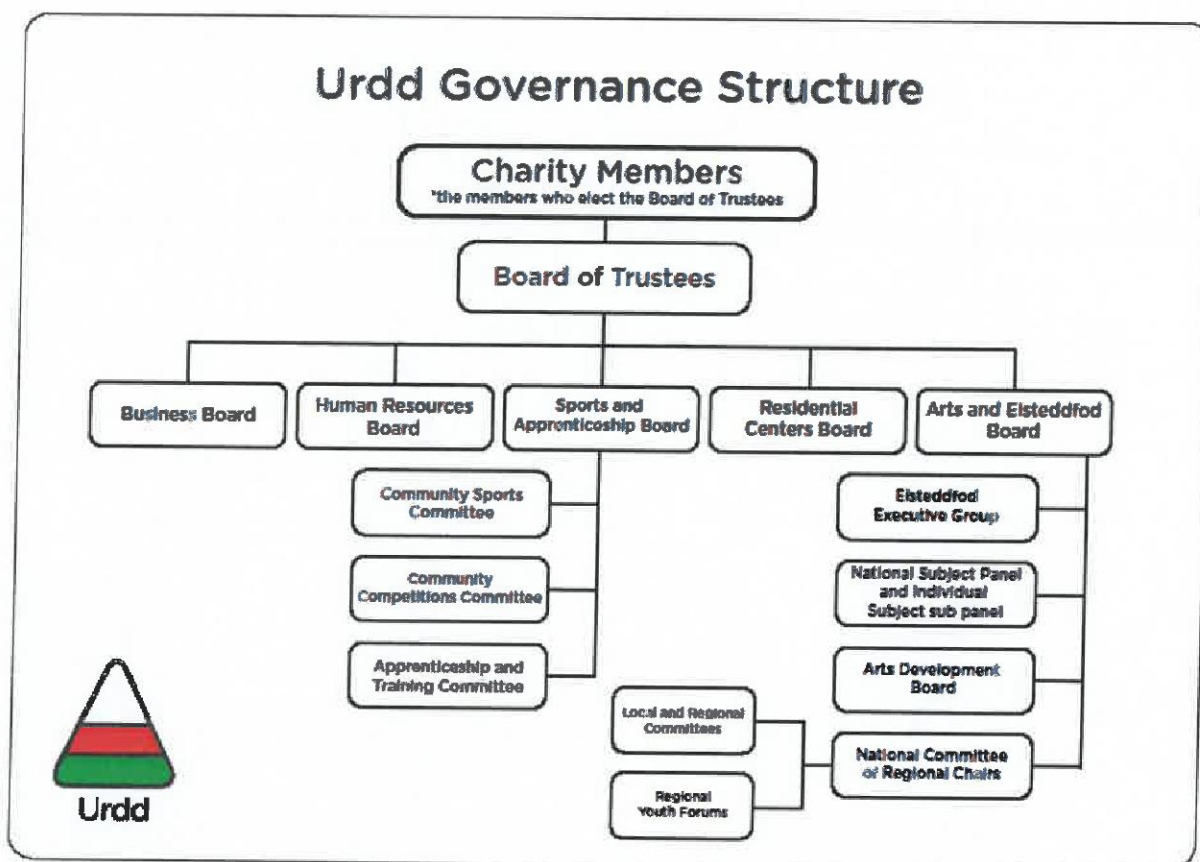 Urdd Governance Structure
Charity Members
*the members who elect the Board of Trustees
Board of Trustees
Business Board
Human Resources
Board
Sports and
Apprenticeship Board
Residential
Centers Board
Arts and Eisteddfod
Board
Community Sports
Committee
Community
Competitions Committee
Apprenticeship and
Training Committee
Eisteddfod
Executive Group
National Subject Panel
and Individual
Subject sub panel
Arts Development
Board
National Committee
of Regional Chairs
Local and Regional
Committees
Regional
Youth Forums
Urdd